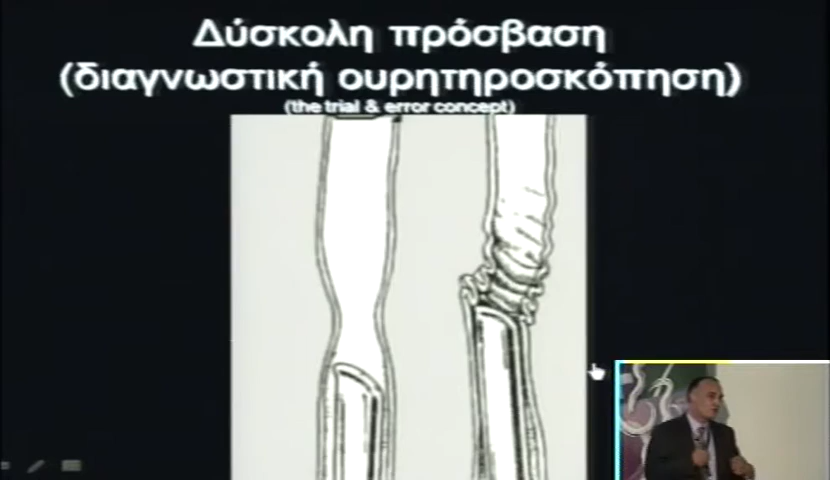 Δύσκολη πρόσβαση
(διαγνωστική ουρητηροσκόπηση)
(the trial & error concept)